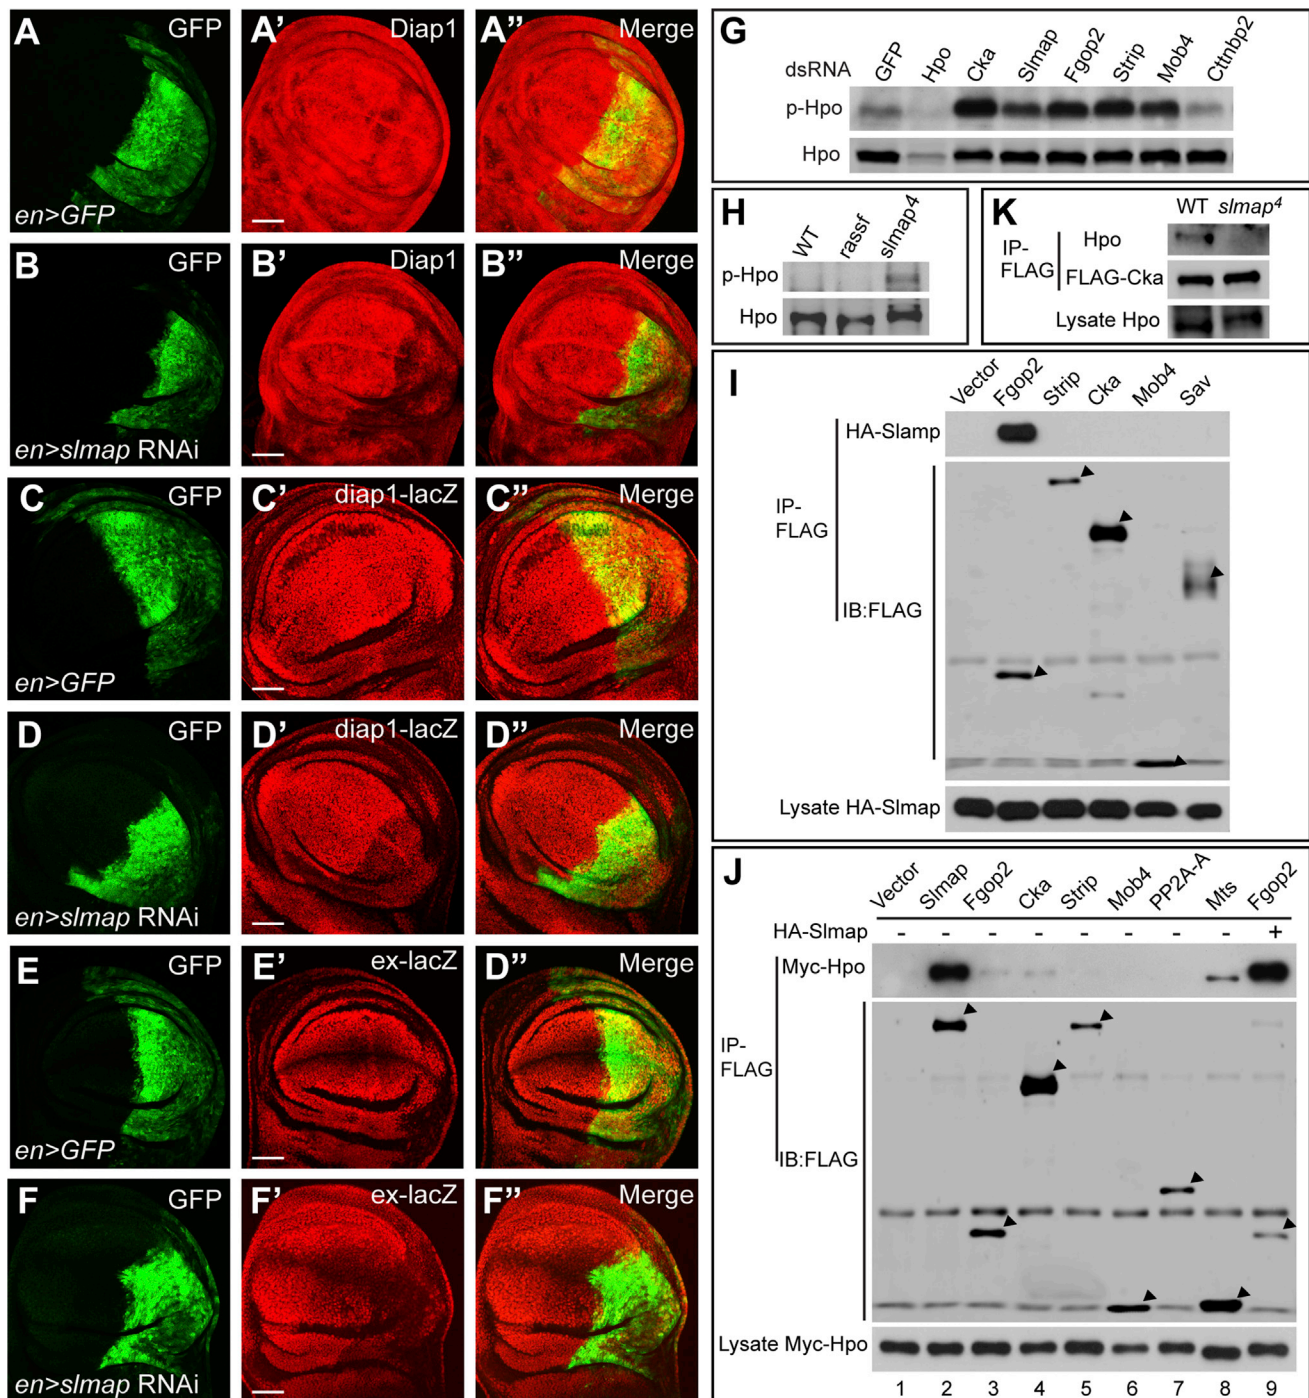 A
GFP
en>GFP
A'
Diap1
A"
Merge
B
GFP
en>slmap RNAi
B'
Diap1
B"
Merge
C
GFP
en>GFP
C'
diap1-lacZ
C"
Merge
D
GFP
en>slmap RNAi
D'
diap1-lacZ
D"
Merge
E
GFP
en>GFP
E'
ex-lacZ
D"
Merge
F
GFP
en>slmap RNAi
F'
ex-lacZ
F"
Merge
G
dsRNA
GFP
Hpo
Cka
Slmap
Fgop2
Strip
Mob4
Cttnbp2
p-Hpo
Hpo
H
WT
rassf
slmap4
p-Hpo
Hpo
K
WT slmap⁴
IP-
FLAG
Hpo
FLAG-Cka
Lysate Hpo
I
Vector
Fgop2
Strip
Cka
Mob4
Sav
HA-Slamp
IP-
FLAG
IB:FLAG
Lysate HA-Slmap
J
Vector
Slmap
Fgop2
Cka
Strip
Mob4
PP2A-A
Mts
Fgop2
HA-Slmap - - - - - - - - +
Myc-Hpo
IP-
FLAG
IB:FLAG
Lysate Myc-Hpo
1 2 3 4 5 6 7 8 9